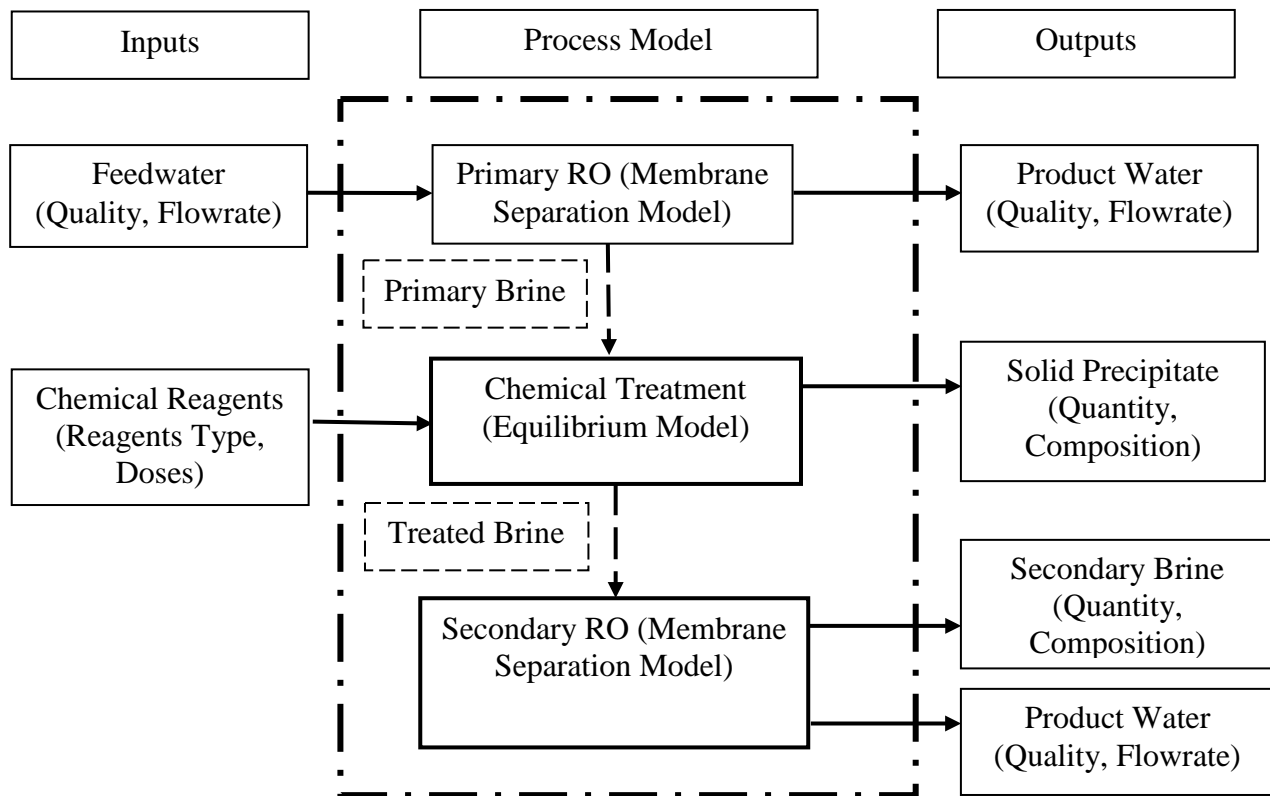 Inputs
Process Model
Outputs
Feedwater
(Quality, Flowrate)
Primary RO (Membrane
Separation Model)
Product Water
(Quality, Flowrate)
Primary Brine
Chemical Reagents
(Reagents Type,
Doses)
Chemical Treatment
(Equilibrium Model)
Solid Precipitate
(Quantity,
Composition)
Treated Brine
Secondary RO (Membrane
Separation Model)
Secondary Brine
(Quantity,
Composition)
Product Water
(Quality, Flowrate)